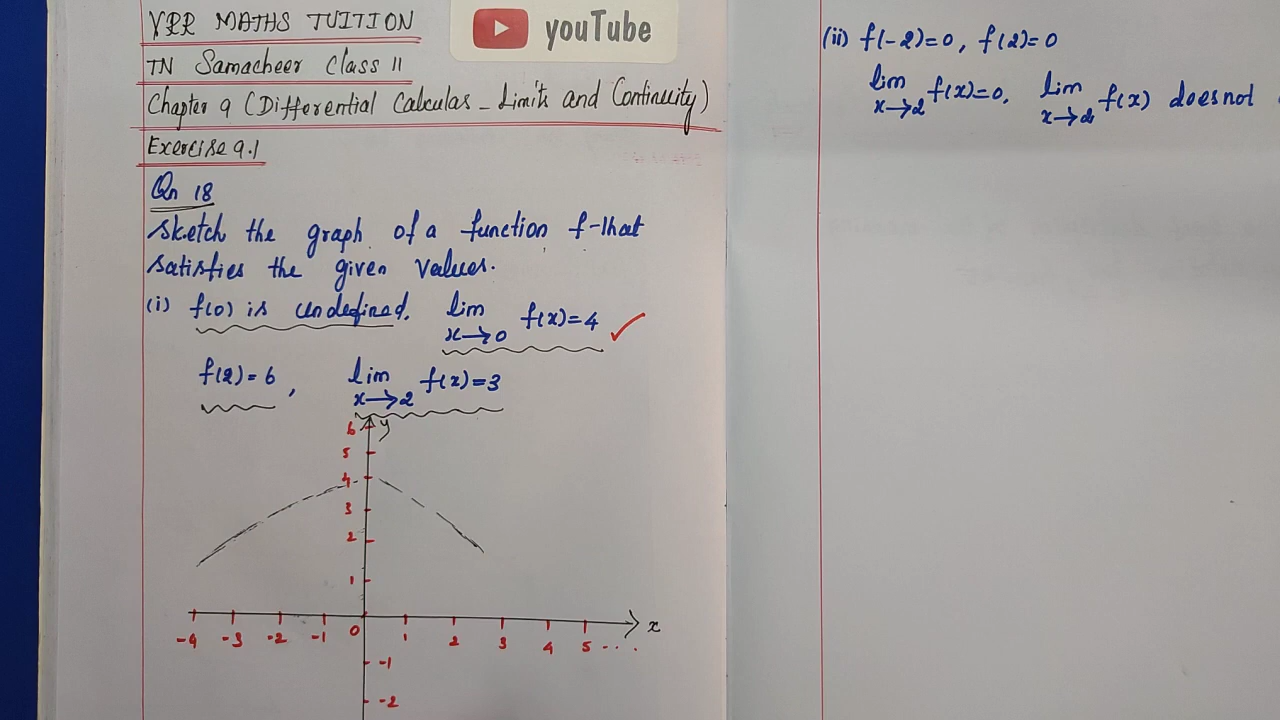 VRR MATHS TUITION
TN Samacheer Class 11
Chapter 9 (Differential Calculas - Limits and Continuity)
Exercise 9.1
Qn 18
Sketch the graph of a function f that
satisfies the given values.
(i) f(0) is undefined, lim x→0 f(x)=4 ✓
f(2)=6, lim x→2 f(x)=3
y
6
5
4
3
2
1
-4 -3 -2 -1 0 1 2 3 4 5 .... x
-1
-2
youTube
(ii) f(-2)=0, f(2)=0
lim x→2 f(x)=0, lim x→2 f(x) does not